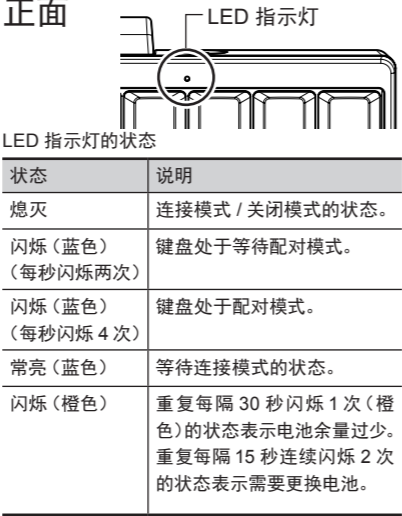 正面
LED 指示灯
LED 指示灯的状态
状态 说明
熄灭 连接模式 / 关闭模式的状态。
闪烁（蓝色） 键盘处于等待配对模式。
（每秒闪烁两次）
闪烁（蓝色） 键盘处于配对模式。
（每秒闪烁 4 次）
常亮（蓝色） 等待连接模式的状态。
闪烁（橙色） 重复每隔 30 秒闪烁 1 次（橙
色）的状态表示电池余量过少。
重复每隔 15 秒连续闪烁 2 次
的状态表示需要更换电池。